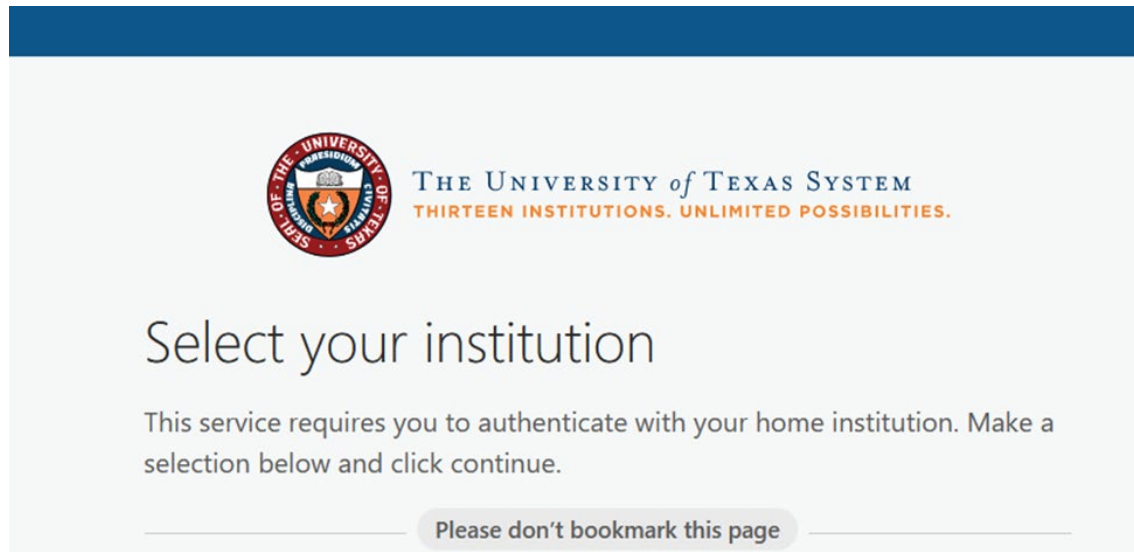 SEAL · OF · THE · UNIVERSITY · OF · TEXAS
PRAESIDIUM
DISCIPLINA
CIVITATIS
THE UNIVERSITY of TEXAS SYSTEM
THIRTEEN INSTITUTIONS. UNLIMITED POSSIBILITIES.
Select your institution
This service requires you to authenticate with your home institution. Make a
selection below and click continue.
Please don’t bookmark this page